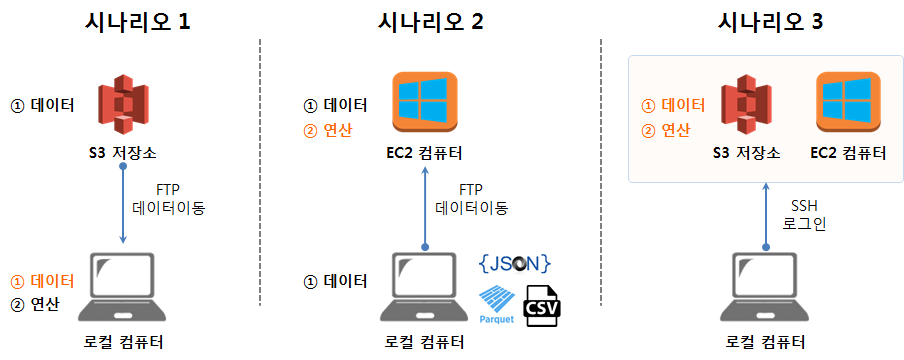 시나리오 1
① 데이터
S3 저장소
FTP
데이터이동
① 데이터
② 연산
로컬 컴퓨터
시나리오 2
① 데이터
② 연산
EC2 컴퓨터
FTP
데이터이동
① 데이터
{JSON}
Parquet
CSV
로컬 컴퓨터
시나리오 3
① 데이터
② 연산
S3 저장소
EC2 컴퓨터
SSH
로그인
로컬 컴퓨터